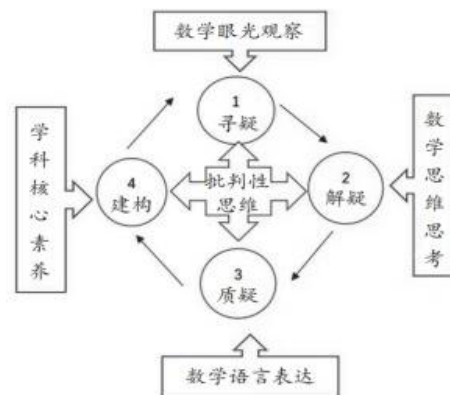 数学眼光观察
1
寻疑
学科核心素养
4
建构
批判性
思维
2
解疑
数学思维思考
3
质疑
数学语言表达